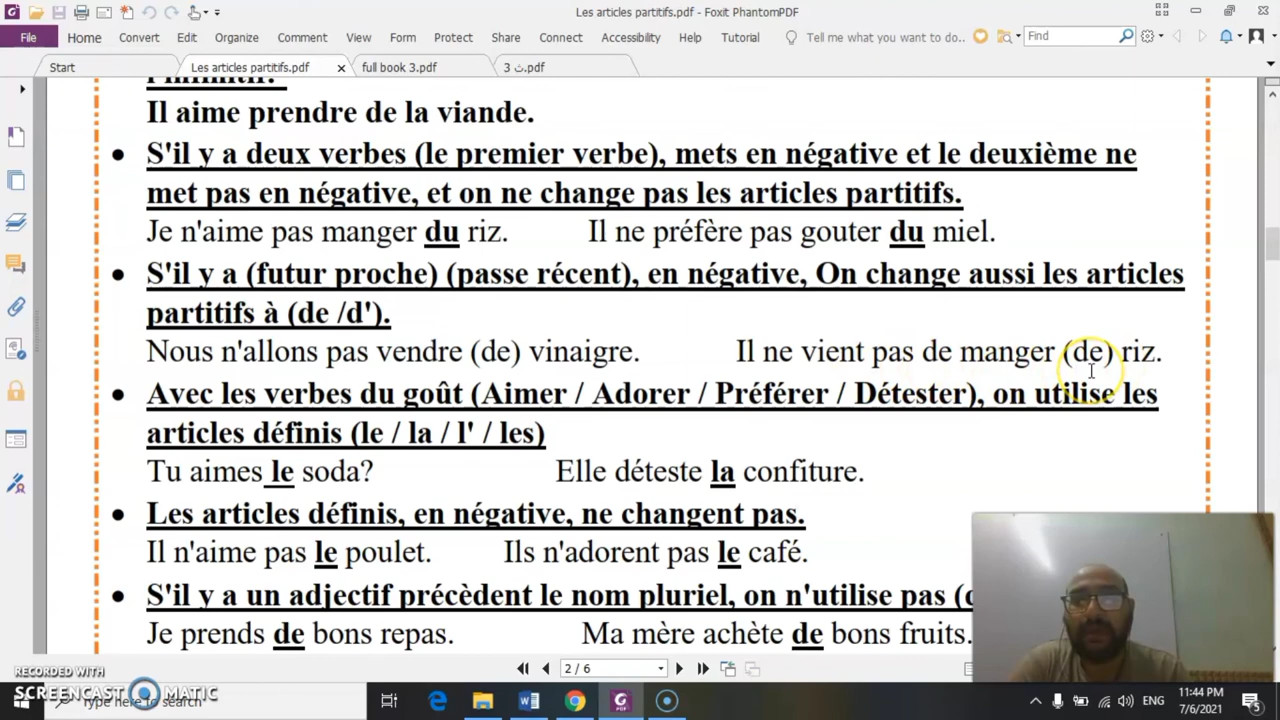 Les articles partitifs.pdf - Foxit PhantomPDF
File Home Convert Edit Organize Comment View Form Protect Share Connect Accessibility Help Tutorial Tell me what you want to do... Find
Start Les articles partitifs.pdf full book 3.pdf 3 ث.pdf
Il aime prendre de la viande.
• S'il y a deux verbes (le premier verbe), mets en négative et le deuxième ne
met pas en négative, et on ne change pas les articles partitifs.
Je n'aime pas manger du riz. Il ne préfère pas gouter du miel.
• S'il y a (futur proche) (passe récent), en négative, On change aussi les articles
partitifs à (de /d').
Nous n'allons pas vendre (de) vinaigre. Il ne vient pas de manger (de) riz.
• Avec les verbes du goût (Aimer / Adorer / Préférer / Détester), on utilise les
articles définis (le / la / l' / les)
Tu aimes le soda? Elle déteste la confiture.
• Les articles définis, en négative, ne changent pas.
Il n'aime pas le poulet. Ils n'adorent pas le café.
• S'il y a un adjectif précèdent le nom pluriel, on n'utilise pas
Je prends de bons repas. Ma mère achète de bons fruits.
2 / 6
RECORDED WITH
SCREENCAST MATIC
Type here to search
ENG
11:44 PM
7/6/2021
5